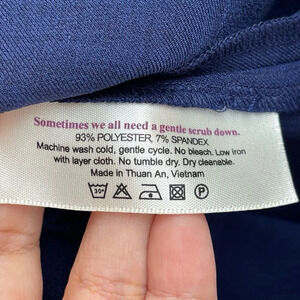 Sometimes we all need a gentle scrub down.
93% POLYESTER, 7% SPANDEX
Machine wash cold, gentle cycle. No bleach. Low iron
with layer cloth. No tumble dry. Dry cleanable.
Made in Thuan An, Vietnam
30° P